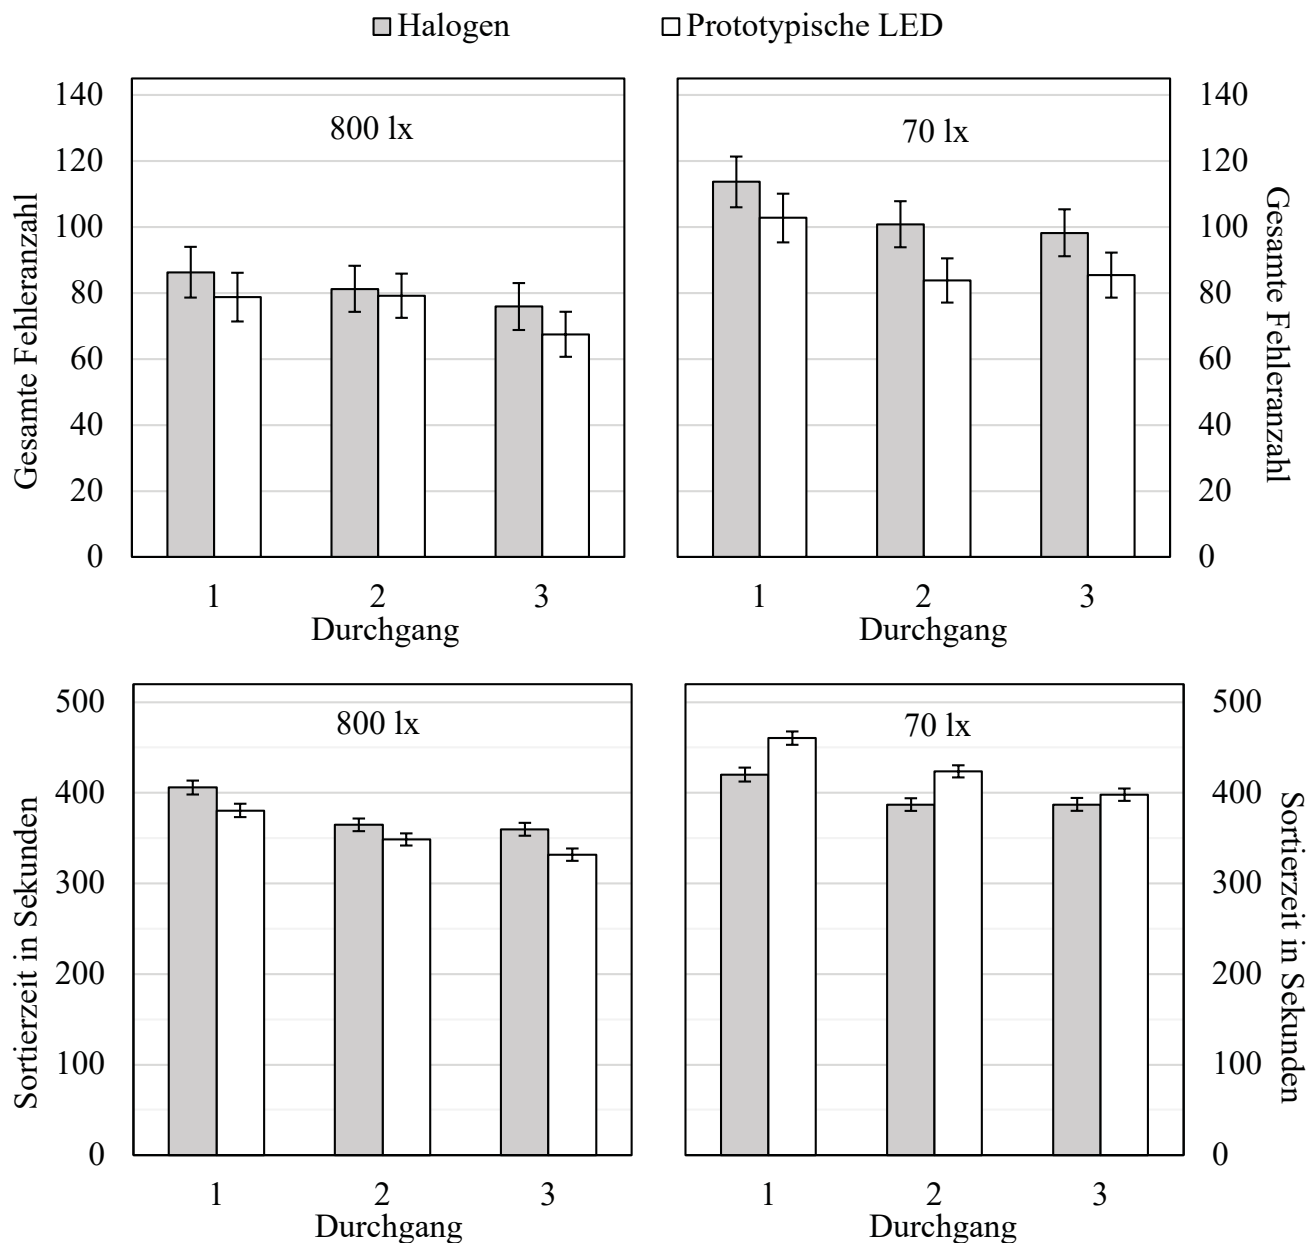 Halogen
Prototypische LED
140
120
100
80
60
40
20
0
Gesamte Fehleranzahl
800 lx
1
2
3
Durchgang
70 lx
1
2
3
Durchgang
140
120
100
80
60
40
20
0
Gesamte Fehleranzahl
500
400
300
200
100
0
Sortierzeit in Sekunden
800 lx
1
2
3
Durchgang
70 lx
1
2
3
Durchgang
500
400
300
200
100
0
Sortierzeit in Sekunden